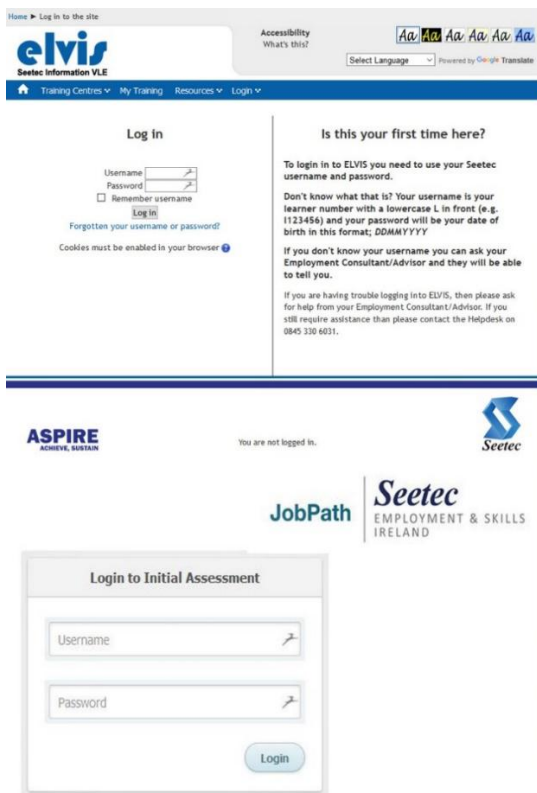 Home ► Log in to the site
elvis
Seetec Information VLE
Accessibility
What's this?
Aa Aa Aa Aa Aa Aa
Select Language
Powered by Google Translate
Training Centres My Training Resources Login
Log in
Username
Password
Remember username
Log in
Forgotten your username or password?
Cookies must be enabled in your browser
Is this your first time here?
To login in to ELVIS you need to use your Seetec
username and password.
Don't know what that is? Your username is your
learner number with a lowercase L in front (e.g.
l123456) and your password will be your date of
birth in this format; DDMMYYYY
If you don't know your username you can ask your
Employment Consultant/Advisor and they will be able
to tell you.
If you are having trouble logging into ELVIS, then please ask
for help from your Employment Consultant/Advisor. If you
still require assistance than please contact the Helpdesk on
0845 330 6031.
ASPIRE
ACHIEVE, SUSTAIN
You are not logged in.
Seetec
JobPath
Seetec
EMPLOYMENT & SKILLS
IRELAND
Login to Initial Assessment
Username
Password
Login